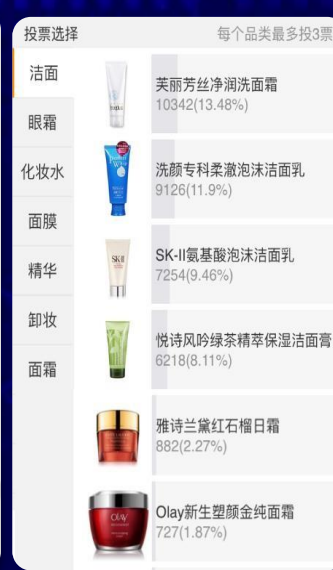 投票选择 每个品类最多投3票
洁面
眼霜
化妆水
面膜
精华
卸妆
面霜
芙丽芳丝净润洗面霜
10342(13.48%)
洗颜专科柔澈泡沫洁面乳
9126(11.9%)
SK-II氨基酸泡沫洁面乳
7254(9.46%)
悦诗风吟绿茶精萃保湿洁面膏
6218(8.11%)
雅诗兰黛红石榴日霜
882(2.27%)
Olay新生塑颜金纯面霜
727(1.87%)
SK-II
OLAY